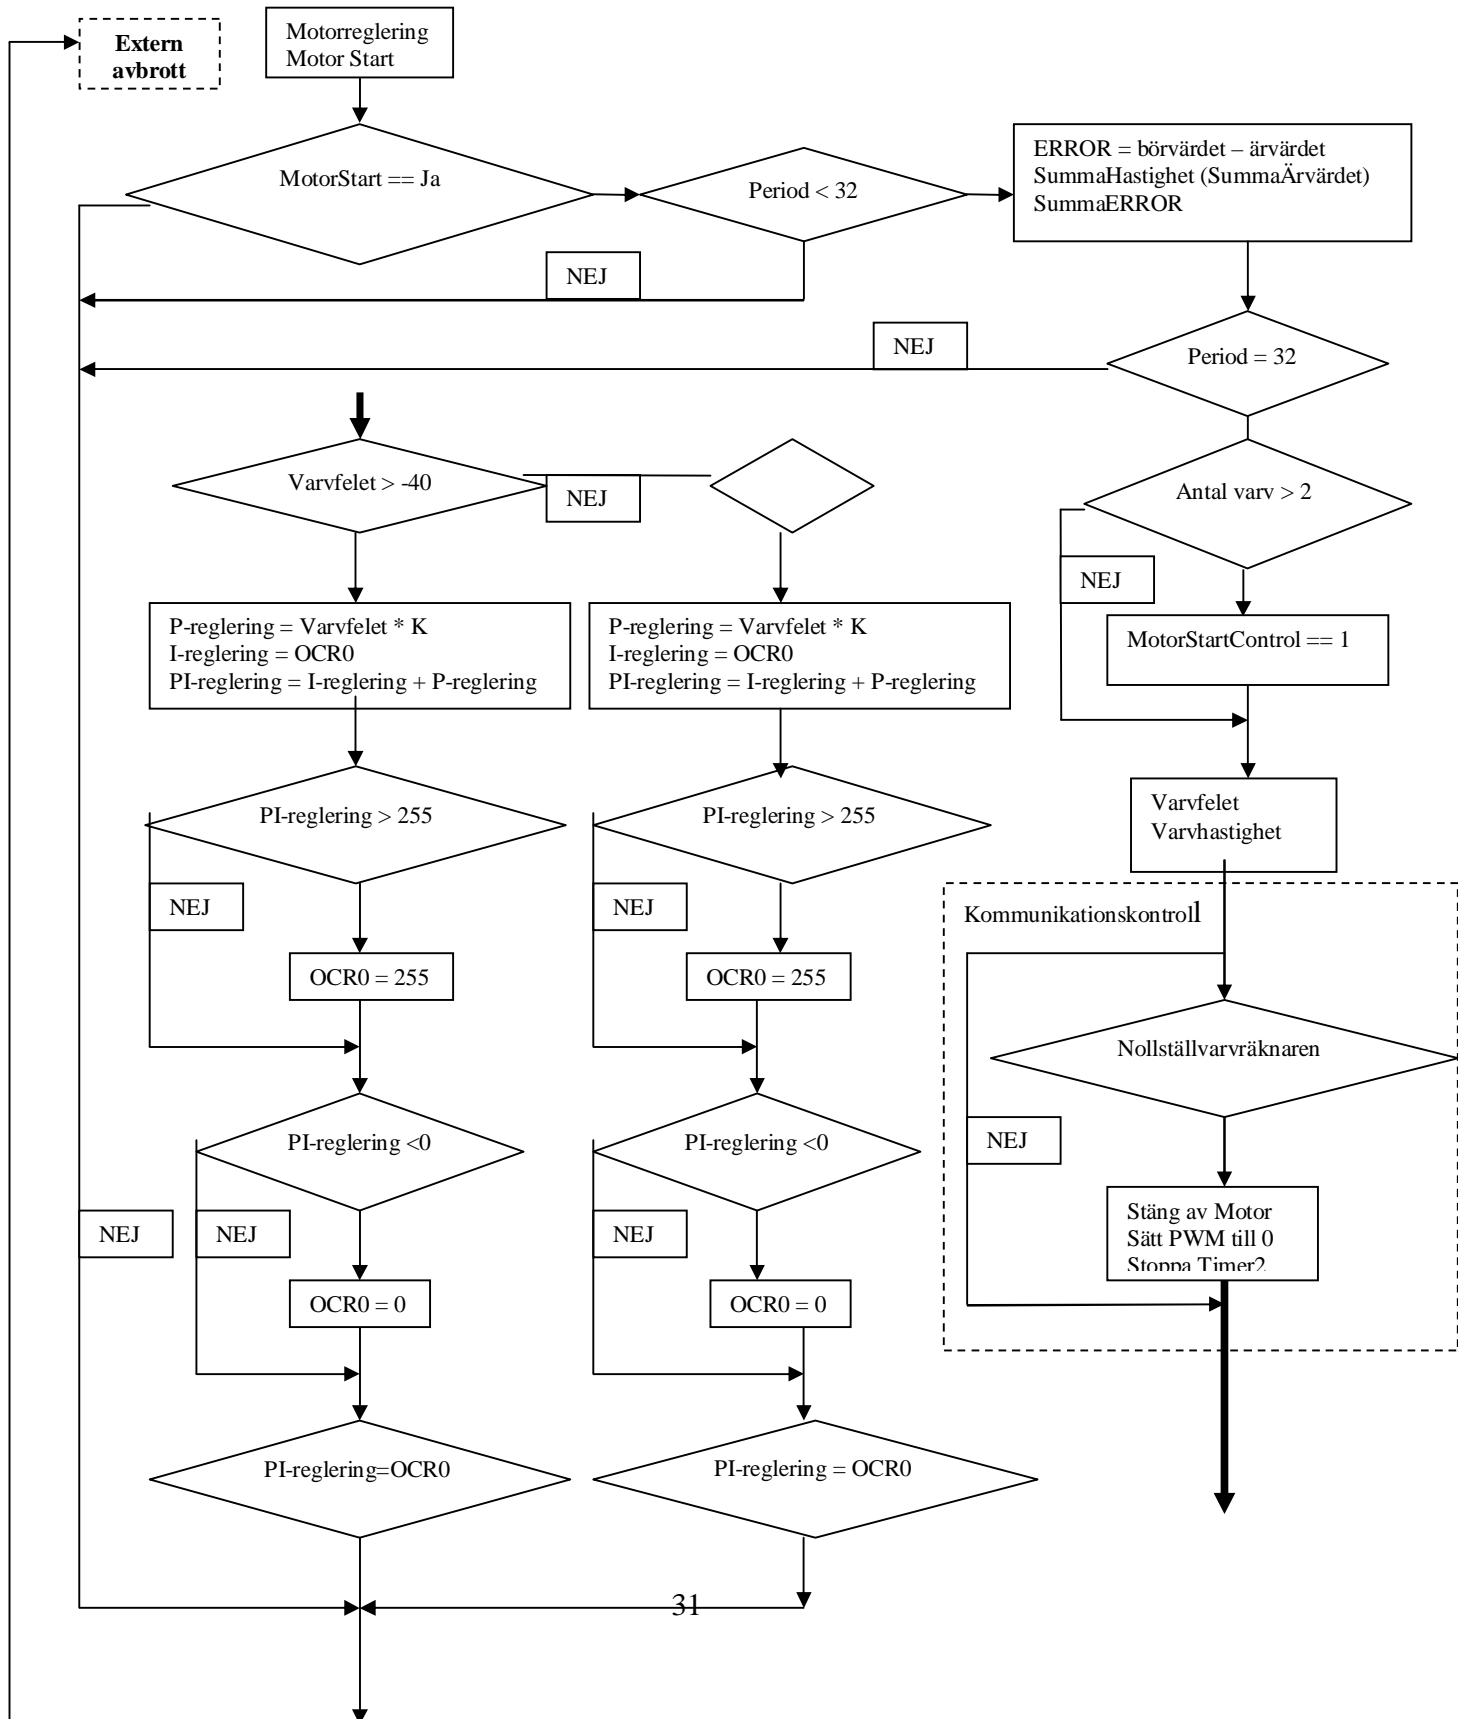 Extern
avbrott
Motorreglering
Motor Start
MotorStart == Ja
Period < 32
ERROR = börvärdet – ärvärdet
SummaHastighet (SummaÄrvärdet)
SummaERROR
NEJ
NEJ
Period = 32
Varvfelet > -40
NEJ
Antal varv > 2
NEJ
P-reglering = Varvfelet * K
I-reglering = OCR0
PI-reglering = I-reglering + P-reglering
P-reglering = Varvfelet * K
I-reglering = OCR0
PI-reglering = I-reglering + P-reglering
MotorStartControl == 1
PI-reglering > 255
PI-reglering > 255
Varvfelet
Varvhastighet
NEJ
NEJ
Kommunikationskontroll
OCR0 = 255
OCR0 = 255
Nollställvarvräknaren
PI-reglering <0
PI-reglering <0
NEJ
NEJ
NEJ
NEJ
Stäng av Motor
Sätt PWM till 0
Stoppa Timer2
OCR0 = 0
OCR0 = 0
PI-reglering=OCR0
PI-reglering = OCR0
31